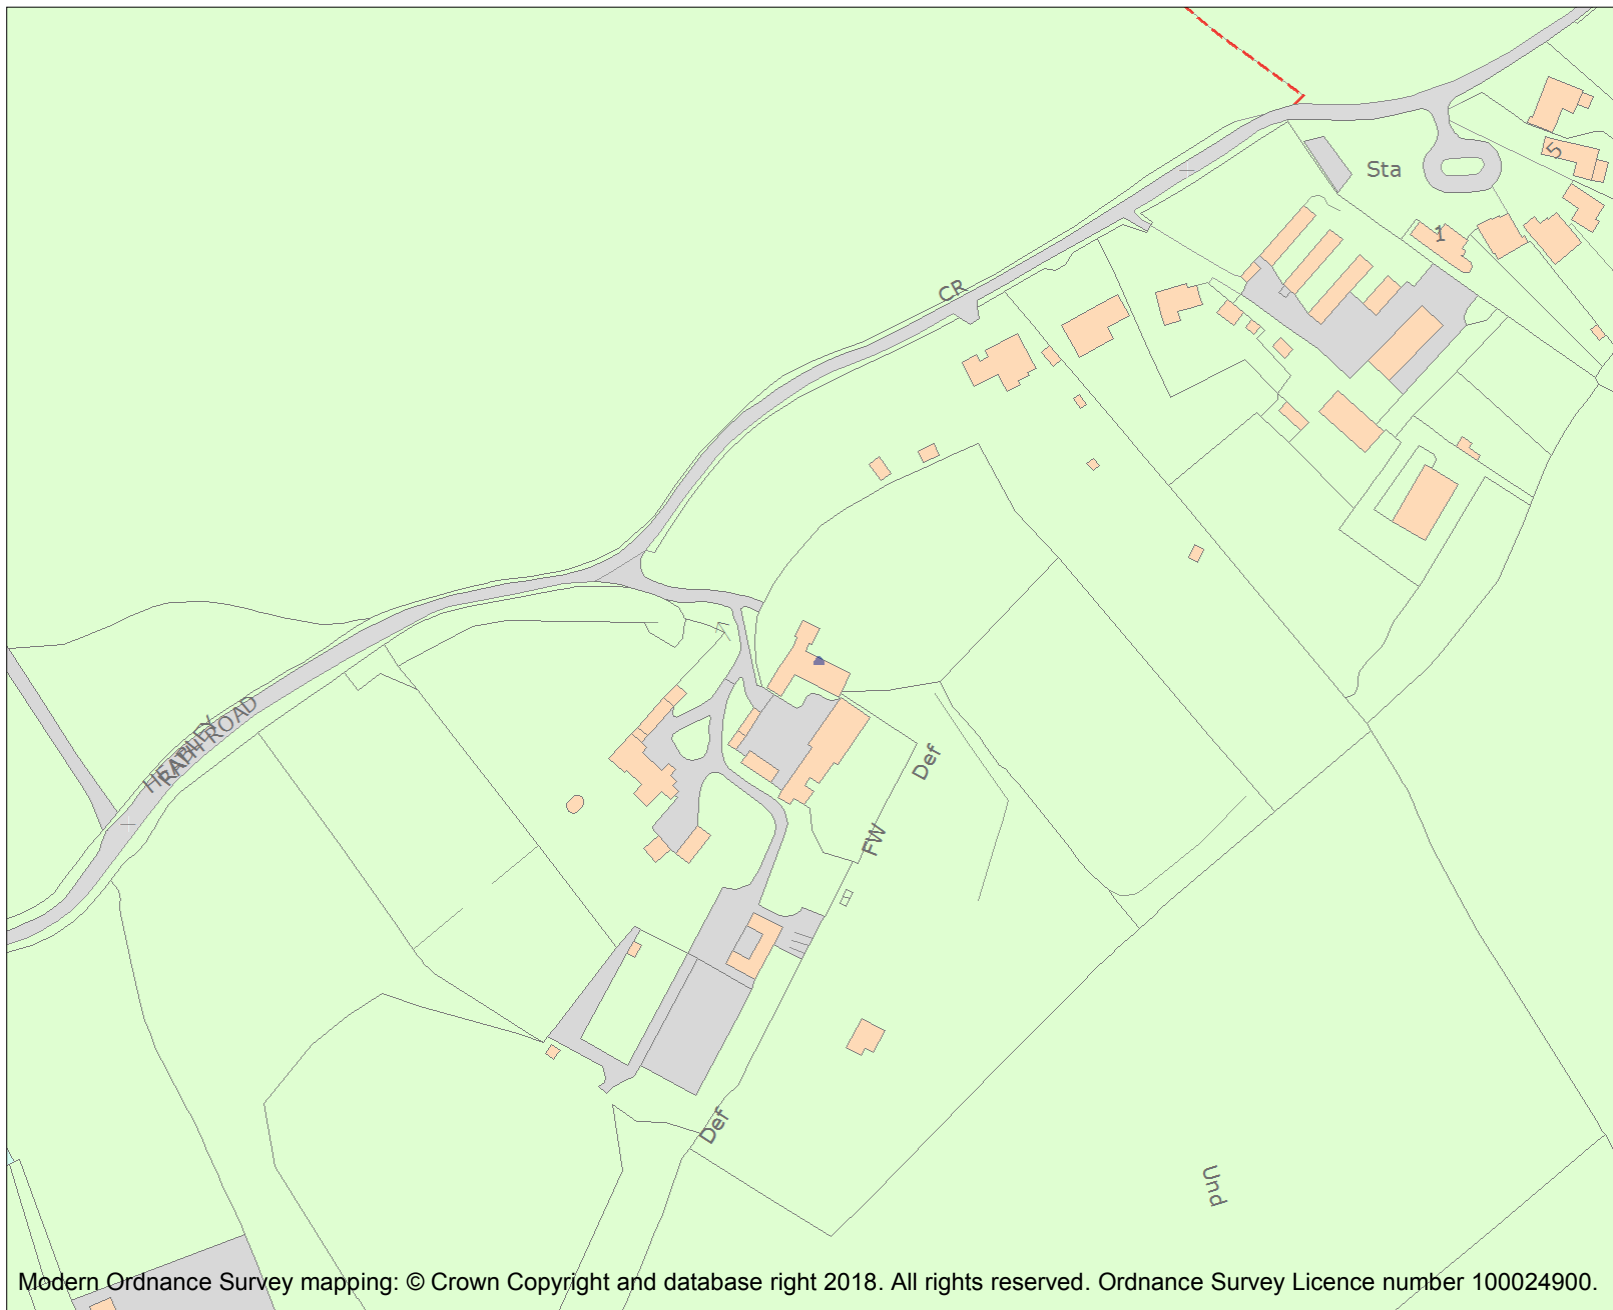 Sta
5
1
CR
ROAD
Def
FW
Def
Und
Modern Ordnance Survey mapping: © Crown Copyright and database right 2018. All rights reserved. Ordnance Survey Licence number 100024900.